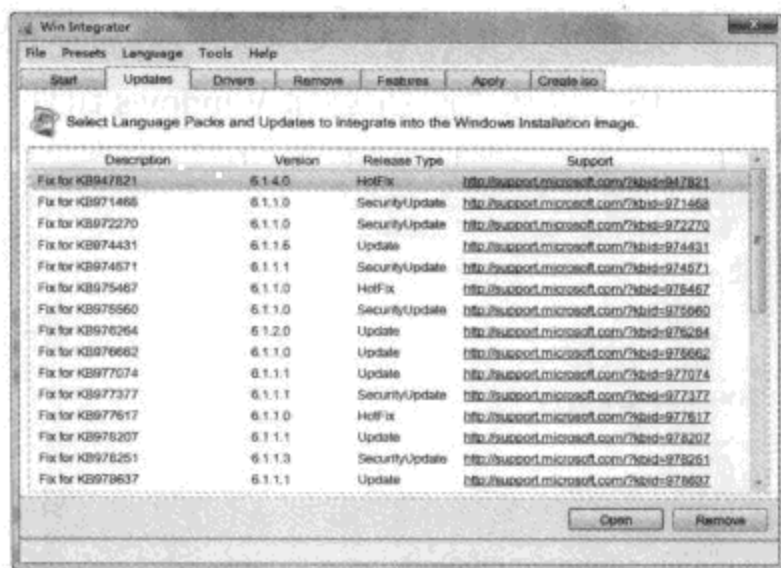 Win Integrator
File Presets Language Tools Help
Start Updates Drivers Remove Features Apply Create iso
Select Language Packs and Updates to Integrate into the Windows Installation image.
Description Version Release Type Support
Fix for KB947821 6.1.4.0 HotFix http://support.microsoft.com/?kbid=947821
Fix for KB971468 6.1.1.0 SecurityUpdate http://support.microsoft.com/?kbid=971468
Fix for KB972270 6.1.1.0 SecurityUpdate http://support.microsoft.com/?kbid=972270
Fix for KB974431 6.1.1.6 Update http://support.microsoft.com/?kbid=974431
Fix for KB974571 6.1.1.1 SecurityUpdate http://support.microsoft.com/?kbid=974571
Fix for KB975467 6.1.1.0 HotFix http://support.microsoft.com/?kbid=975467
Fix for KB975560 6.1.1.0 SecurityUpdate http://support.microsoft.com/?kbid=975560
Fix for KB976264 6.1.2.0 Update http://support.microsoft.com/?kbid=976264
Fix for KB976662 6.1.1.0 Update http://support.microsoft.com/?kbid=976662
Fix for KB977074 6.1.1.1 Update http://support.microsoft.com/?kbid=977074
Fix for KB977377 6.1.1.1 SecurityUpdate http://support.microsoft.com/?kbid=977377
Fix for KB977617 6.1.1.0 HotFix http://support.microsoft.com/?kbid=977617
Fix for KB978207 6.1.1.1 Update http://support.microsoft.com/?kbid=978207
Fix for KB978251 6.1.1.3 SecurityUpdate http://support.microsoft.com/?kbid=978251
Fix for KB978637 6.1.1.1 Update http://support.microsoft.com/?kbid=978637
Open Remove